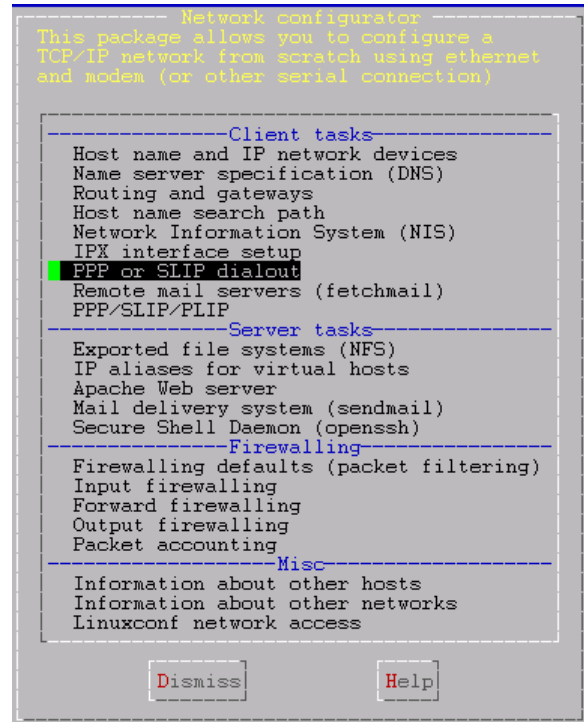 Network configurator
This package allows you to configure a
TCP/IP network from scratch using ethernet
and modem (or other serial connection)
Client tasks
Host name and IP network devices
Name server specification (DNS)
Routing and gateways
Host name search path
Network Information System (NIS)
IPX interface setup
PPP or SLIP dialout
Remote mail servers (fetchmail)
PPP/SLIP/PLIP
Server tasks
Exported file systems (NFS)
IP aliases for virtual hosts
Apache Web server
Mail delivery system (sendmail)
Secure Shell Daemon (openssh)
Firewalling
Firewalling defaults (packet filtering)
Input firewalling
Forward firewalling
Output firewalling
Packet accounting
Misc
Information about other hosts
Information about other networks
Linuxconf network access
Dismiss Help